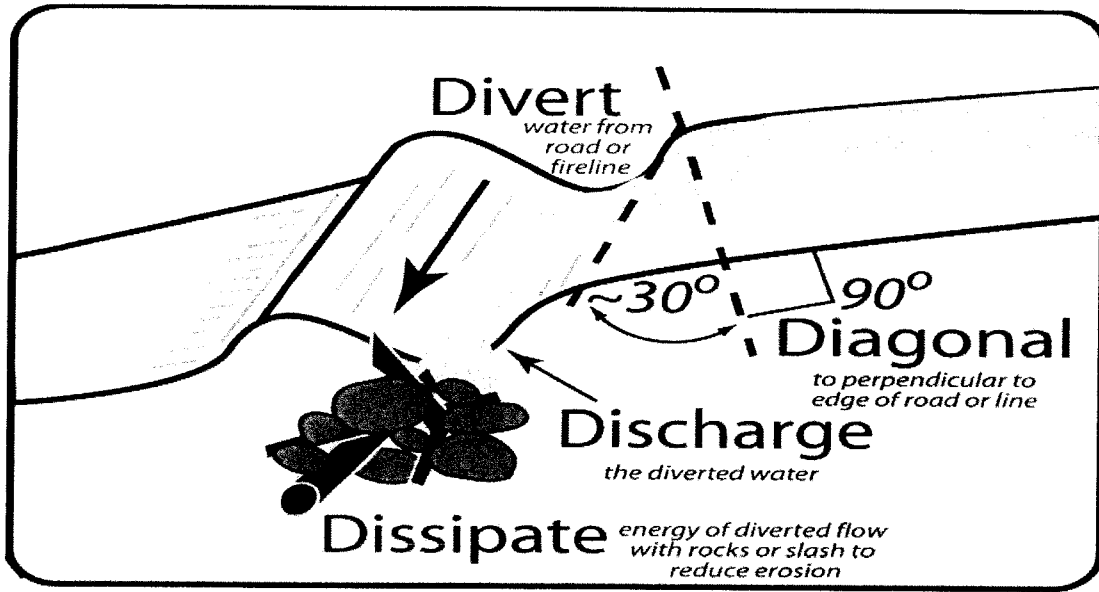 Divert
water from
road or
fireline
~30°
90°
Diagonal
to perpendicular to
edge of road or line
Discharge
the diverted water
Dissipate
energy of diverted flow
with rocks or slash to
reduce erosion